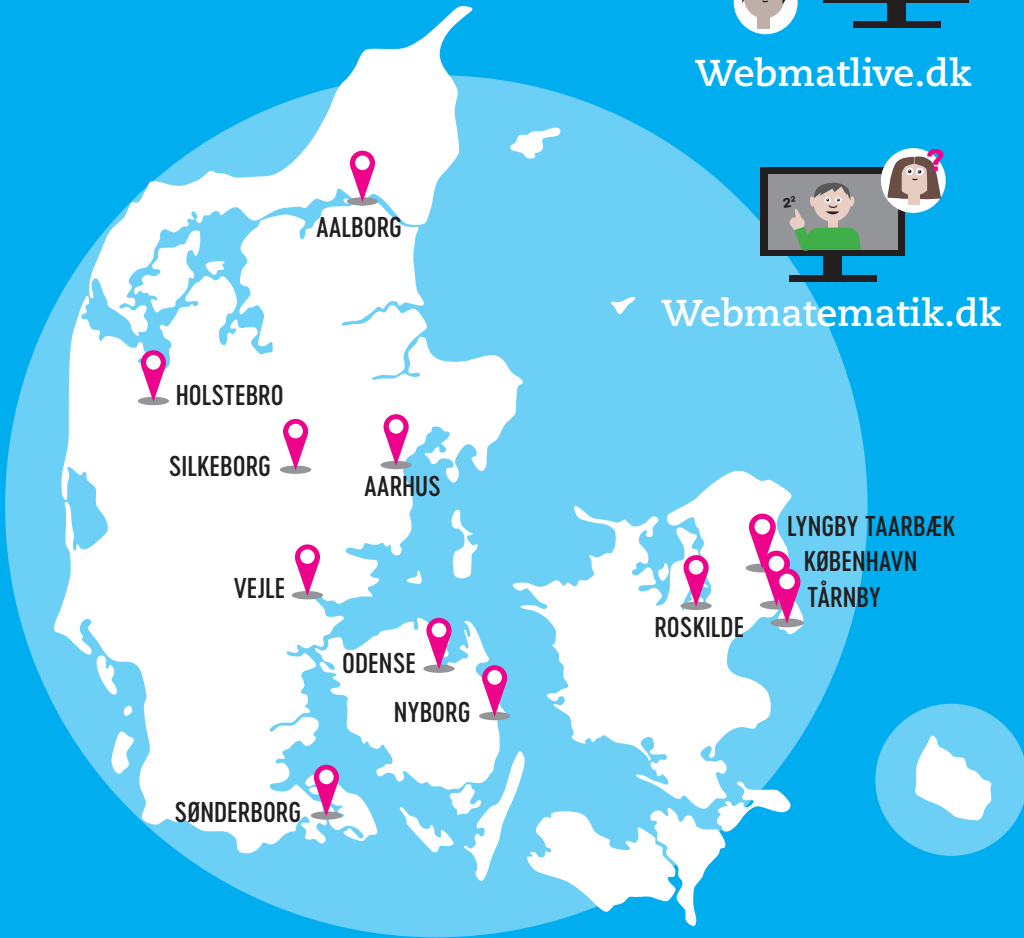 Webmatlive.dk
2²
?
Webmatematik.dk
AALBORG
HOLSTEBRO
SILKEBORG
AARHUS
LYNGBY TAARBÆK
KØBENHAVN
TÅRNBY
VEJLE
ROSKILDE
ODENSE
NYBORG
SØNDERBORG